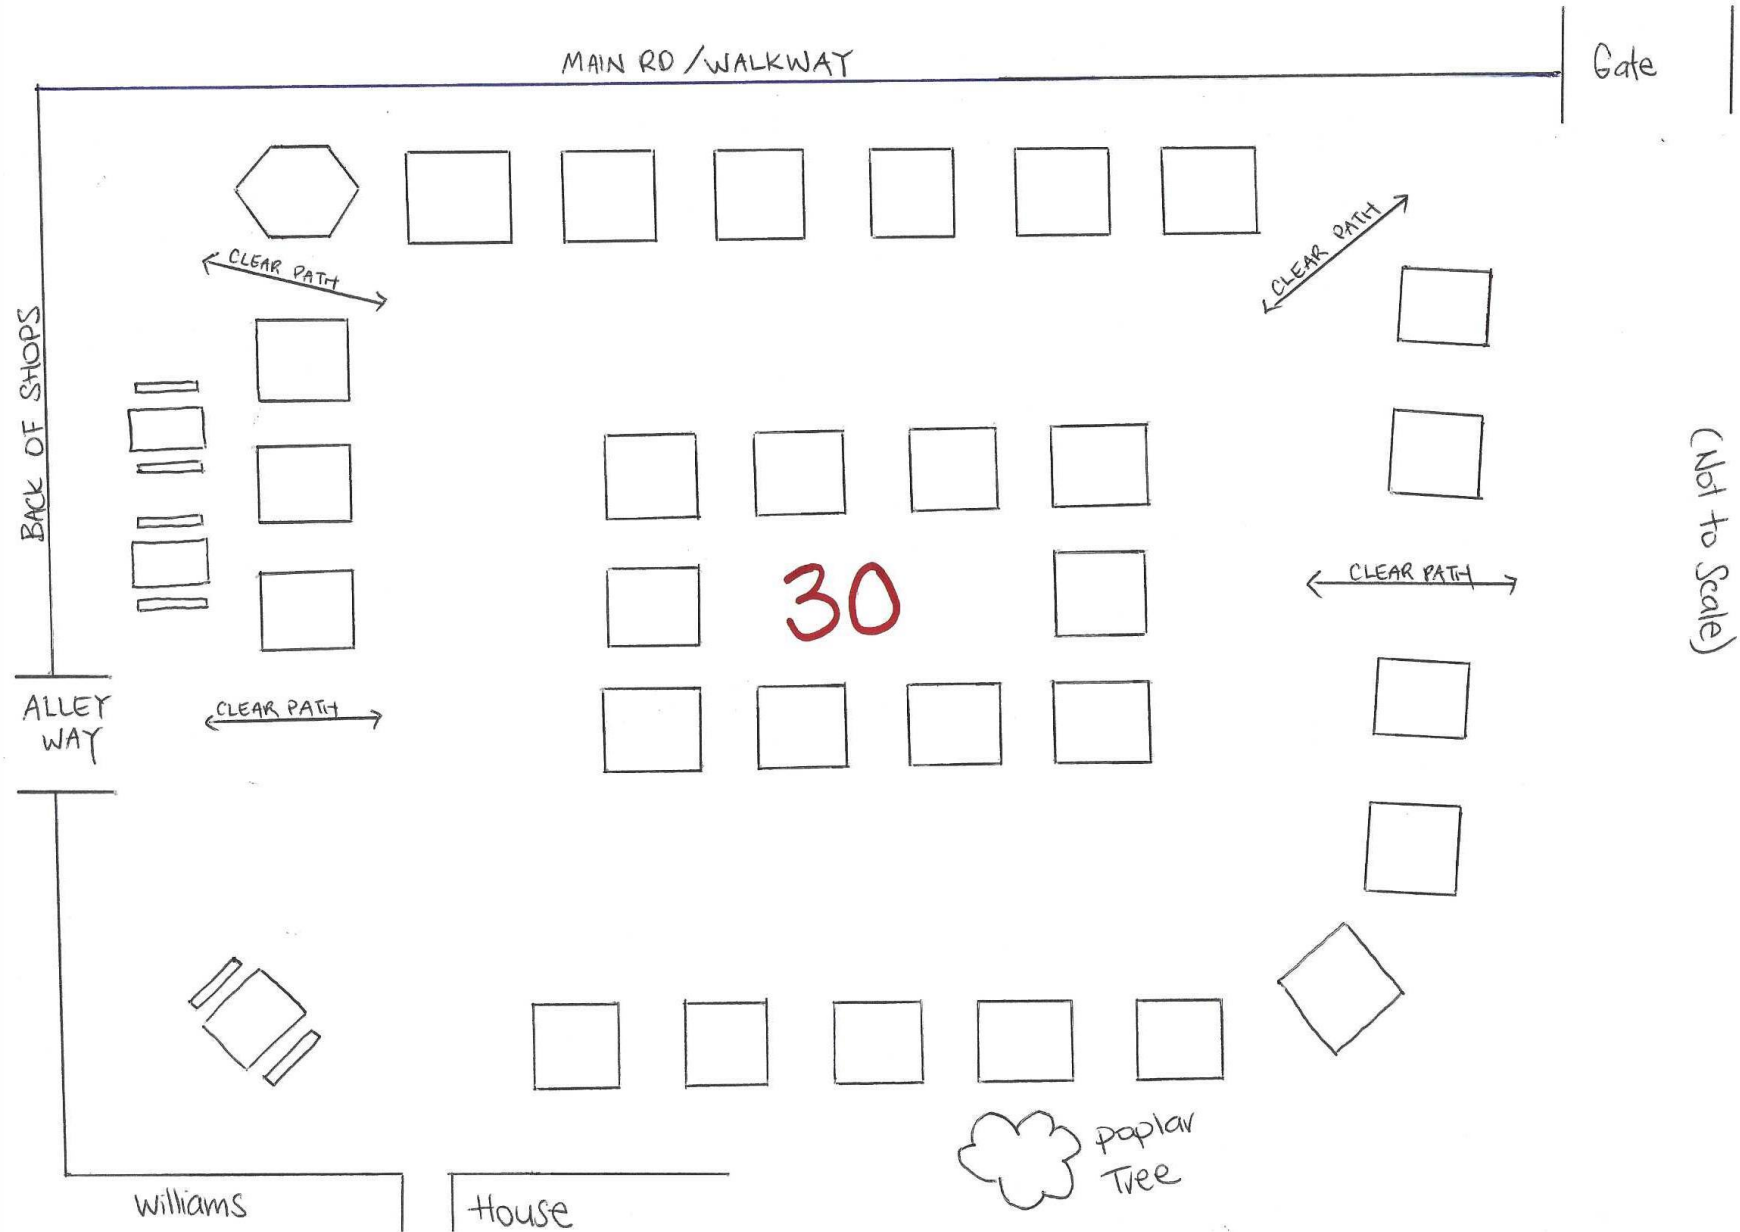 MAIN RD/WALKWAY
Gate
CLEAR PATH
CLEAR PATH
BACK OF SHOPS
(Not to Scale)
30
CLEAR PATH
ALLEY
WAY
CLEAR PATH
Poplar
Tree
Williams
House